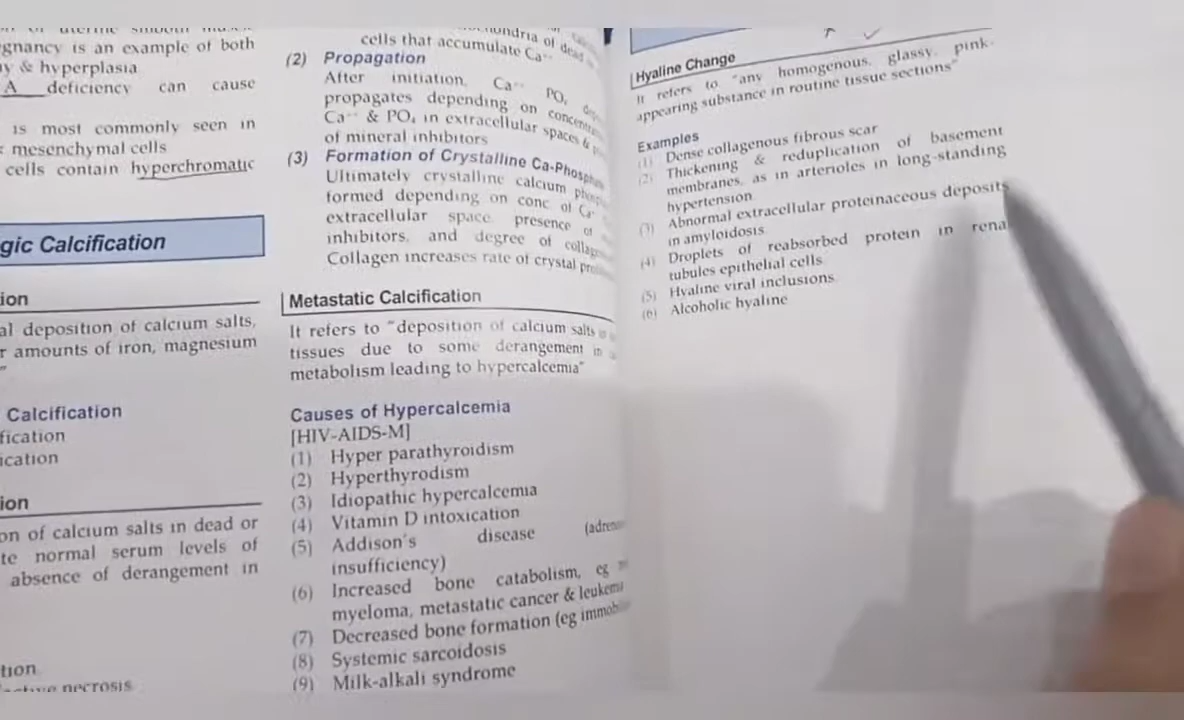 gnancy is an example of both
y & hyperplasia
A deficiency can cause
is most commonly seen in
mesenchymal cells
cells contain hyperchromatic
gic Calcification
ion
al deposition of calcium salts,
r amounts of iron, magnesium
"
Calcification
fication
ication
ion
on of calcium salts in dead or
te normal serum levels of
absence of derangement in
tion
necrosis
cells that accumulate Ca++
(2) Propagation
After initiation, Ca++ PO₄
propagates depending on
Ca++ & PO₄ in extracellular spaces &
of mineral inhibitors
(3) Formation of Crystalline Ca-Phosph
Ultimately crystalline calcium
formed depending on conc of Ca
extracellular space presence of
inhibitors, and degree of collag
Collagen increases rate of crystal
Metastatic Calcification
It refers to "deposition of calcium salts
tissues due to some derangement in
metabolism leading to hypercalcemia"
Causes of Hypercalcemia
[HIV-AIDS-M]
(1) Hyper parathyroidism
(2) Hyperthyrodism
(3) Idiopathic hypercalcemia
(4) Vitamin D intoxication
(5) Addison's disease (adren
insufficiency)
(6) Increased bone catabolism, eg
myeloma, metastatic cancer & leukem
(7) Decreased bone formation (eg immob
(8) Systemic sarcoidosis
(9) Milk-alkali syndrome
Hyaline Change
It refers to "any homogenous, glassy, pink-
appearing substance in routine tissue sections"
Examples
(1) Dense collagenous fibrous scar
(2) Thickening & reduplication of basement
membranes, as in arterioles in long-standing
hypertension
(3) Abnormal extracellular proteinaceous deposits
in amyloidosis
(4) Droplets of reabsorbed protein in rena
tubules epithelial cells
(5) Hyaline viral inclusions
(6) Alcoholic hyaline